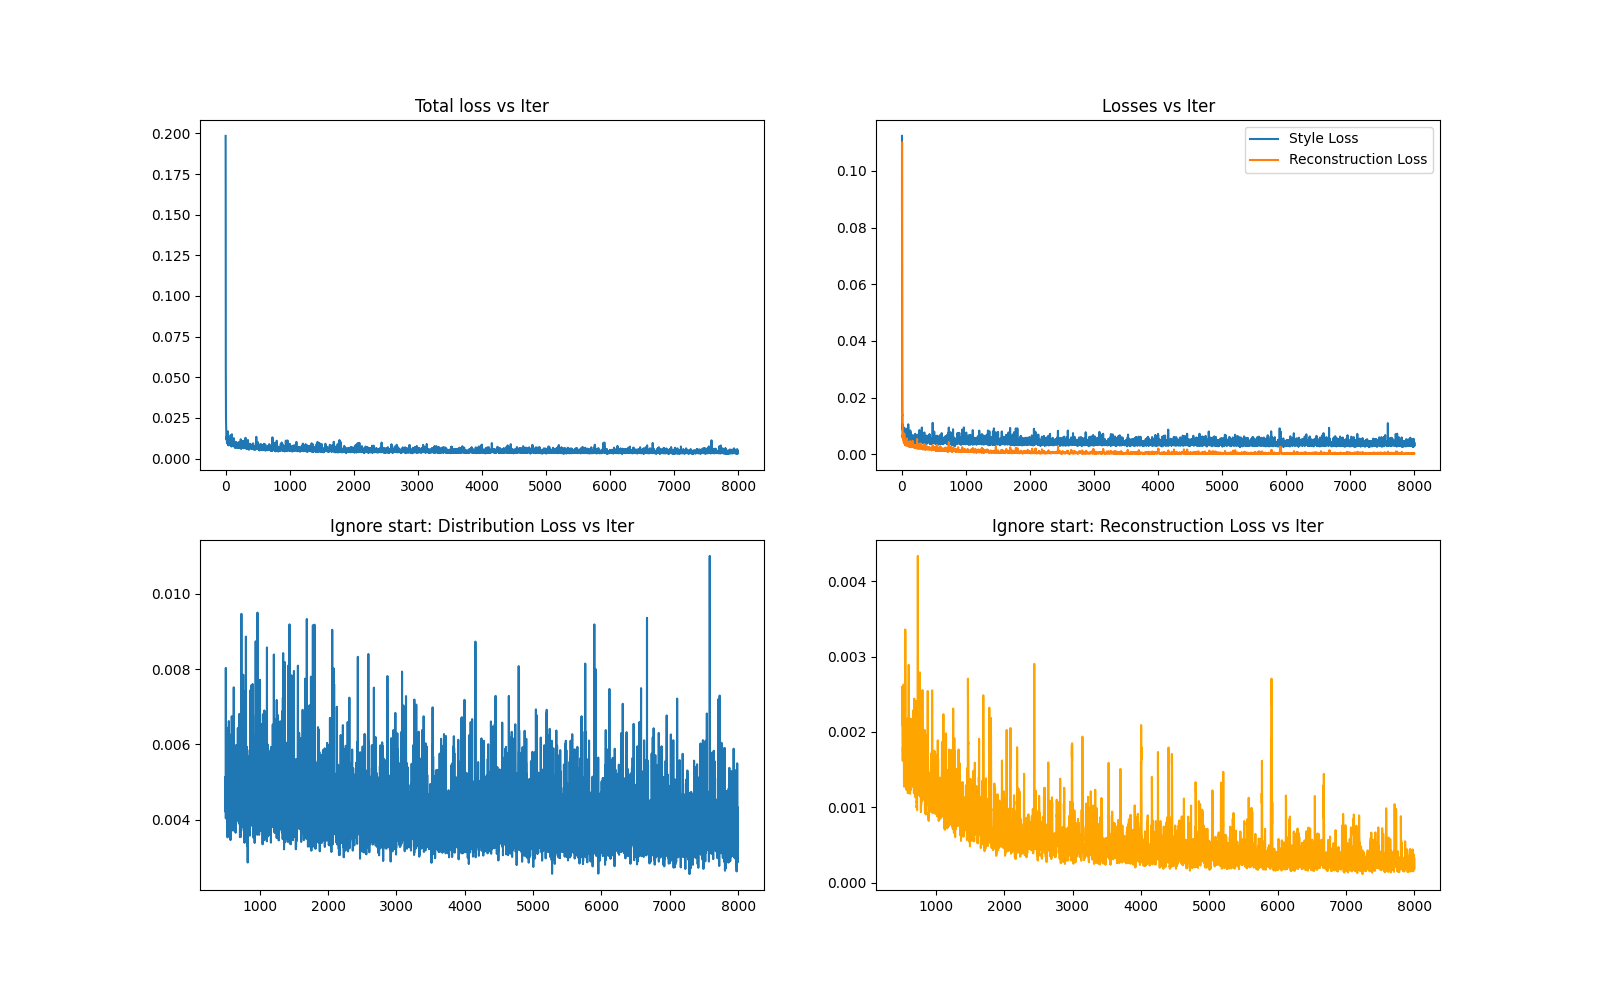 Total loss vs Iter
0.200
0.175
0.150
0.125
0.100
0.075
0.050
0.025
0.000
0 1000 2000 3000 4000 5000 6000 7000 8000
Losses vs Iter
Style Loss
Reconstruction Loss
0.10
0.08
0.06
0.04
0.02
0.00
0 1000 2000 3000 4000 5000 6000 7000 8000
Ignore start: Distribution Loss vs Iter
0.010
0.008
0.006
0.004
1000 2000 3000 4000 5000 6000 7000 8000
Ignore start: Reconstruction Loss vs Iter
0.004
0.003
0.002
0.001
0.000
1000 2000 3000 4000 5000 6000 7000 8000